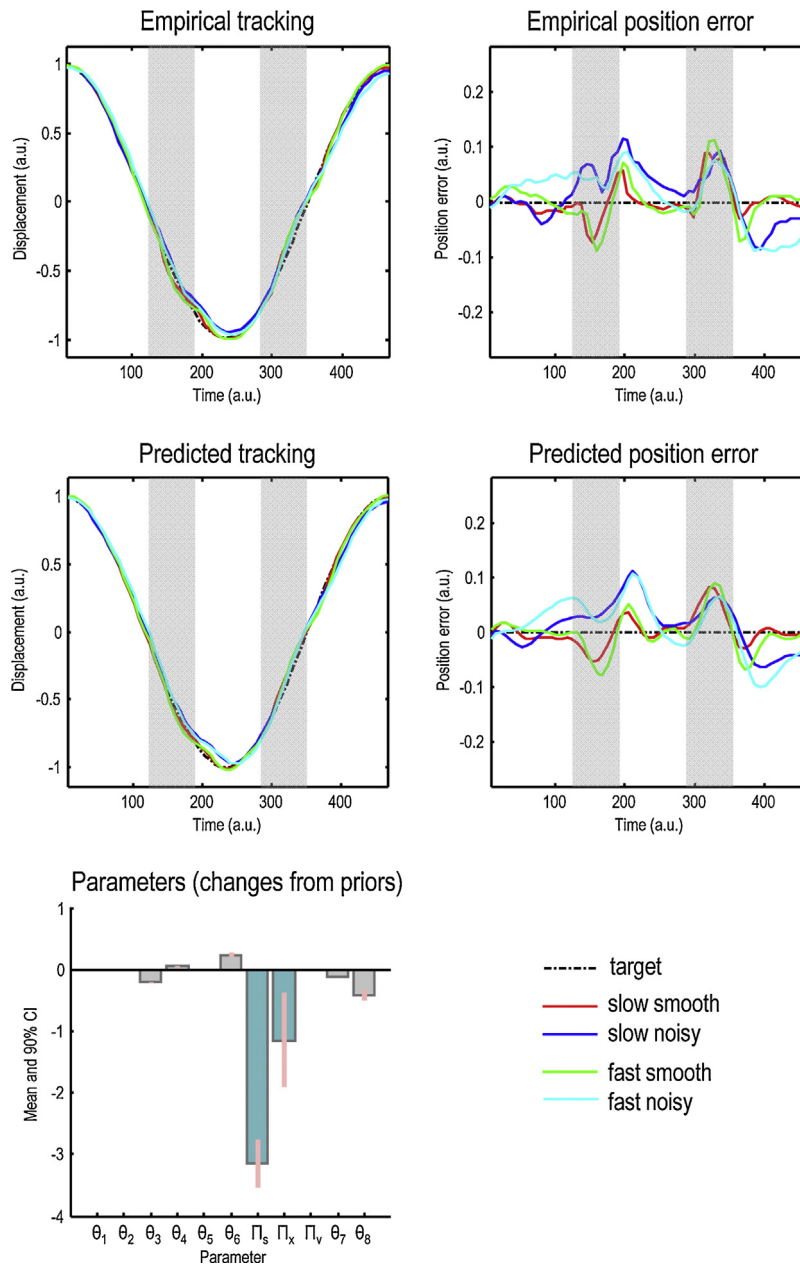 Empirical tracking
Displacement (a.u.)
1
0.5
0
-0.5
-1
100 200 300 400
Time (a.u.)
Empirical position error
Position error (a.u.)
0.2
0.1
0
-0.1
-0.2
100 200 300 400
Time (a.u.)
Predicted tracking
Displacement (a.u.)
1
0.5
0
-0.5
-1
100 200 300 400
Time (a.u.)
Predicted position error
Position error (a.u.)
0.2
0.1
0
-0.1
-0.2
100 200 300 400
Time (a.u.)
Parameters (changes from priors)
Mean and 90% CI
1
0
-1
-2
-3
-4
θ1 θ2 θ3 θ4 θ5 θ6 Πs Πx Πv θ7 θ8
Parameter
target
slow smooth
slow noisy
fast smooth
fast noisy